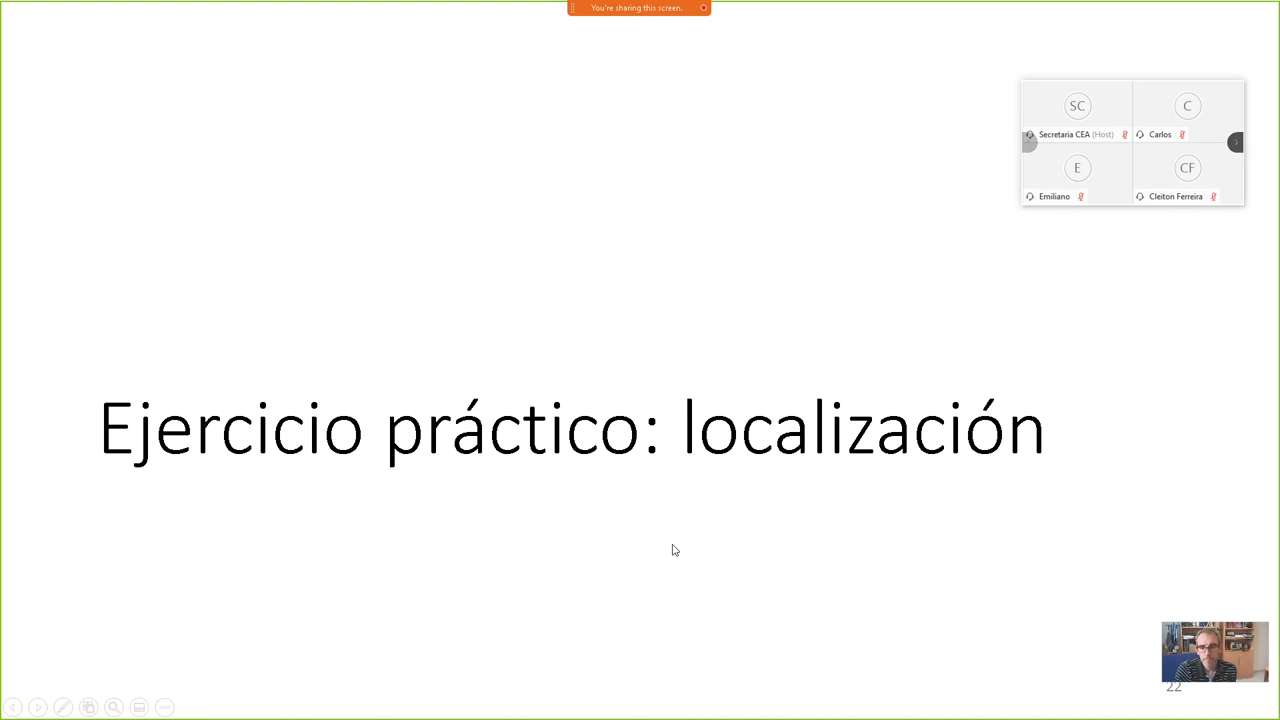 You're sharing this screen.
SC
C
Secretaria CEA (Host)
Carlos
E
CF
Emiliano
Cleiton Ferreira
Ejercicio práctico: localización
22